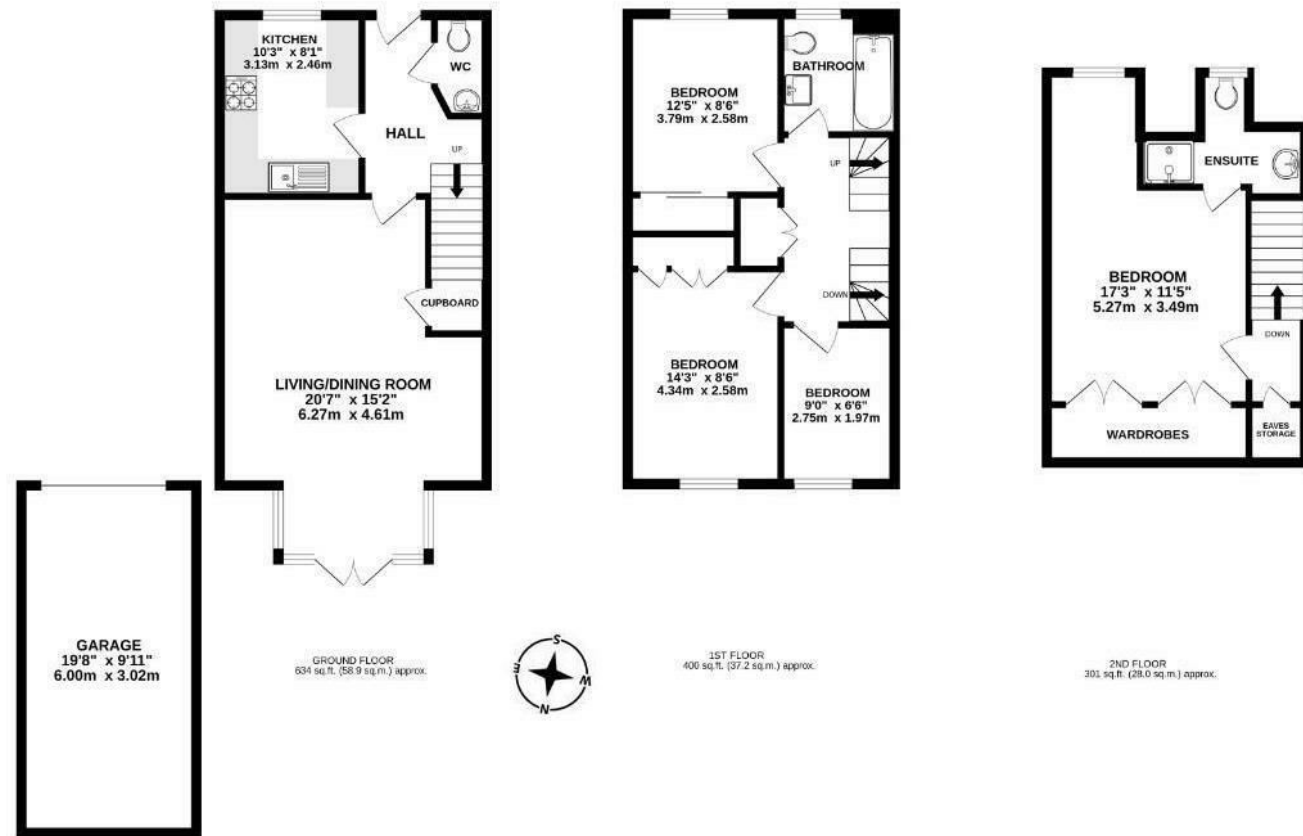 KITCHEN
10'3" x 8'1"
3.13m x 2.46m
WC
HALL
UP
CUPBOARD
LIVING/DINING ROOM
20'7" x 15'2"
6.27m x 4.61m
GARAGE
19'8" x 9'11"
6.00m x 3.02m
GROUND FLOOR
634 sq.ft. (58.9 sq.m.) approx.
S
E
W
N
BEDROOM
12'5" x 8'6"
3.79m x 2.58m
BATHROOM
UP
DOWN
BEDROOM
14'3" x 8'6"
4.34m x 2.58m
BEDROOM
9'0" x 6'6"
2.75m x 1.97m
1ST FLOOR
400 sq.ft. (37.2 sq.m.) approx.
ENSUITE
BEDROOM
17'3" x 11'5"
5.27m x 3.49m
DOWN
WARDROBES
EAVES
STORAGE
2ND FLOOR
301 sq.ft. (28.0 sq.m.) approx.